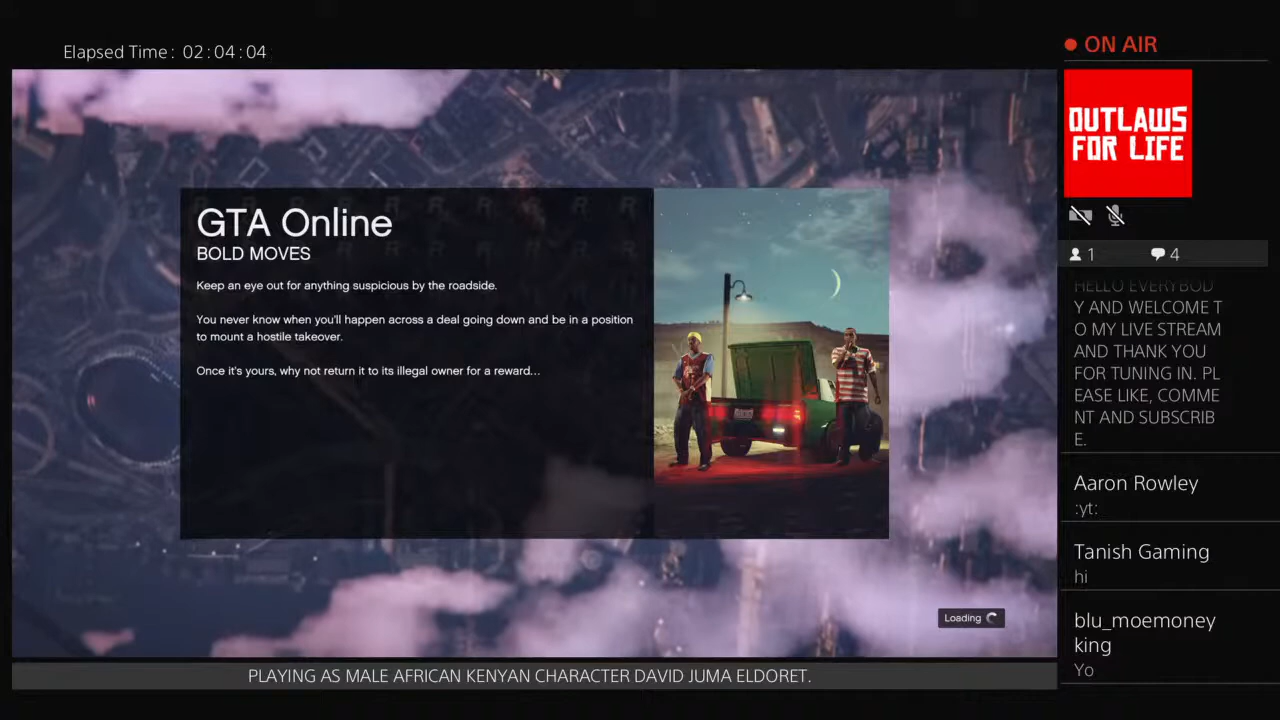 Elapsed Time: 02:04:04
ON AIR
OUTLAWS
FOR LIFE
1
4
GTA Online
BOLD MOVES
Keep an eye out for anything suspicious by the roadside.
You never know when you'll happen across a deal going down and be in a position
to mount a hostile takeover.
Once it's yours, why not return it to its illegal owner for a reward...
Loading
PLAYING AS MALE AFRICAN KENYAN CHARACTER DAVID JUMA ELDORET.
HELLO EVERYBOD
Y AND WELCOME T
O MY LIVE STREAM
AND THANK YOU
FOR TUNING IN. PL
EASE LIKE, COMME
NT AND SUBSCRIB
E.
Aaron Rowley
:yt:
Tanish Gaming
hi
blu_moemoney
king
Yo